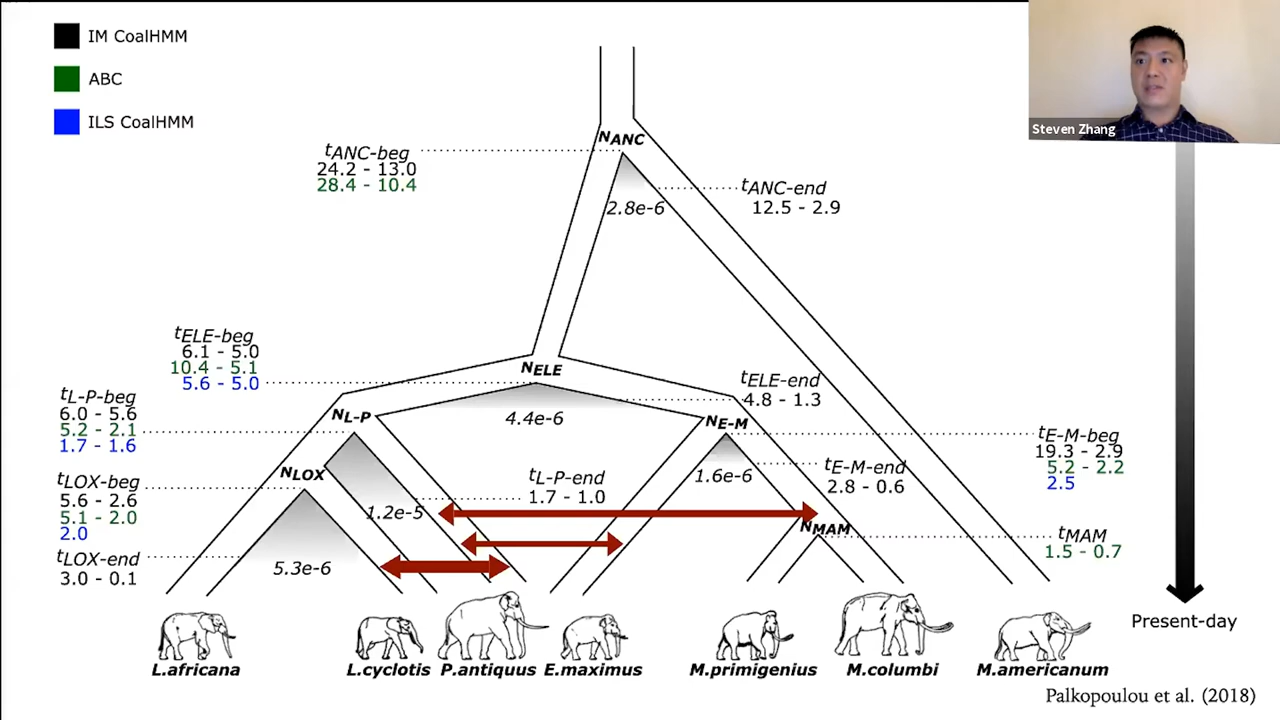 IM CoalHMM
ABC
ILS CoalHMM
Steven Zhang
NANC
tANC-beg
24.2 - 13.0
28.4 - 10.4
tANC-end
12.5 - 2.9
2.8e-6
tELE-beg
6.1 - 5.0
10.4 - 5.1
5.6 - 5.0
NELE
tELE-end
4.8 - 1.3
4.4e-6
tL-P-beg
6.0 - 5.6
5.2 - 2.1
1.7 - 1.6
NL-P
NE-M
tE-M-beg
19.3 - 2.9
5.2 - 2.2
2.5
1.6e-6
tE-M-end
2.8 - 0.6
NLOX
tL-P-end
1.7 - 1.0
1.2e-5
tLOX-beg
5.6 - 2.6
5.1 - 2.0
2.0
NMAM
tMAM
1.5 - 0.7
tLOX-end
3.0 - 0.1
5.3e-6
Present-day
L.africana L.cyclotis P.antiquus E.maximus M.primigenius M.columbi M.americanum
Palkopoulou et al. (2018)